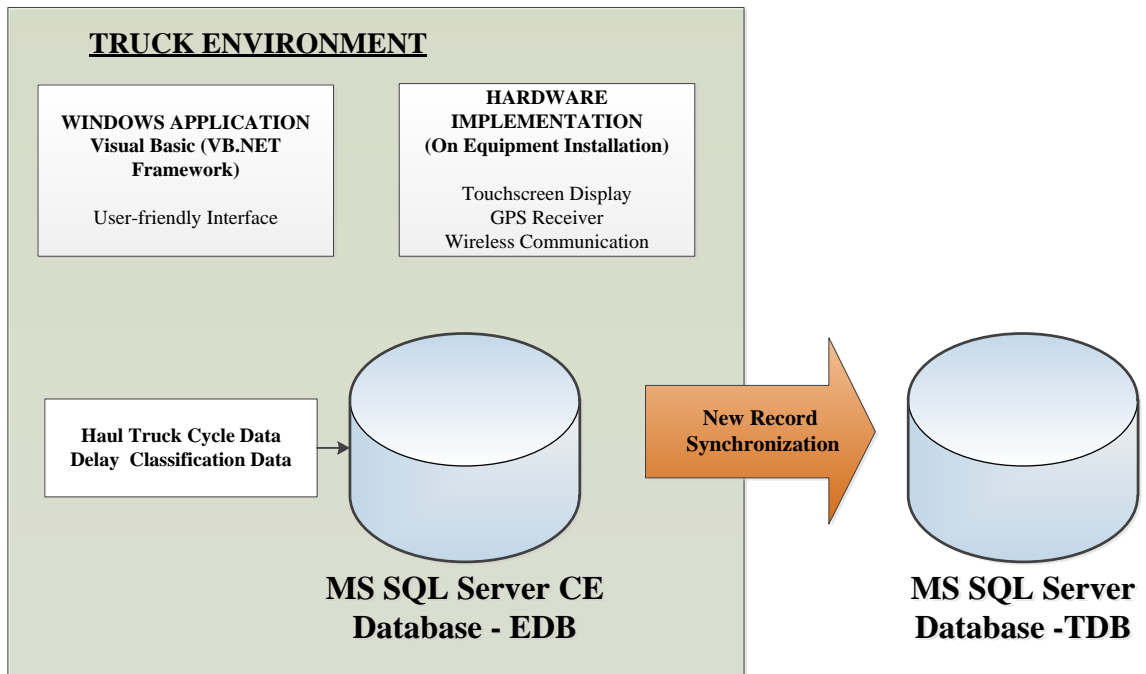 TRUCK ENVIRONMENT
WINDOWS APPLICATION
Visual Basic (VB.NET
Framework)
User-friendly Interface
HARDWARE
IMPLEMENTATION
(On Equipment Installation)
Touchscreen Display
GPS Receiver
Wireless Communication
Haul Truck Cycle Data
Delay  Classification Data
New Record
Synchronization
MS SQL Server CE
Database - EDB
MS SQL Server
Database -TDB